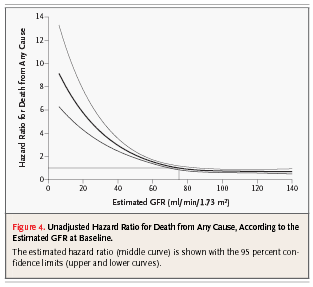 Hazard Ratio for Death from Any Cause
14
12
10
8
6
4
2
0
0 20 40 60 80 100 120 140
Estimated GFR (ml/min/1.73 m²)
Figure 4. Unadjusted Hazard Ratio for Death from Any Cause, According to the
Estimated GFR at Baseline.
The estimated hazard ratio (middle curve) is shown with the 95 percent con-
fidence limits (upper and lower curves).